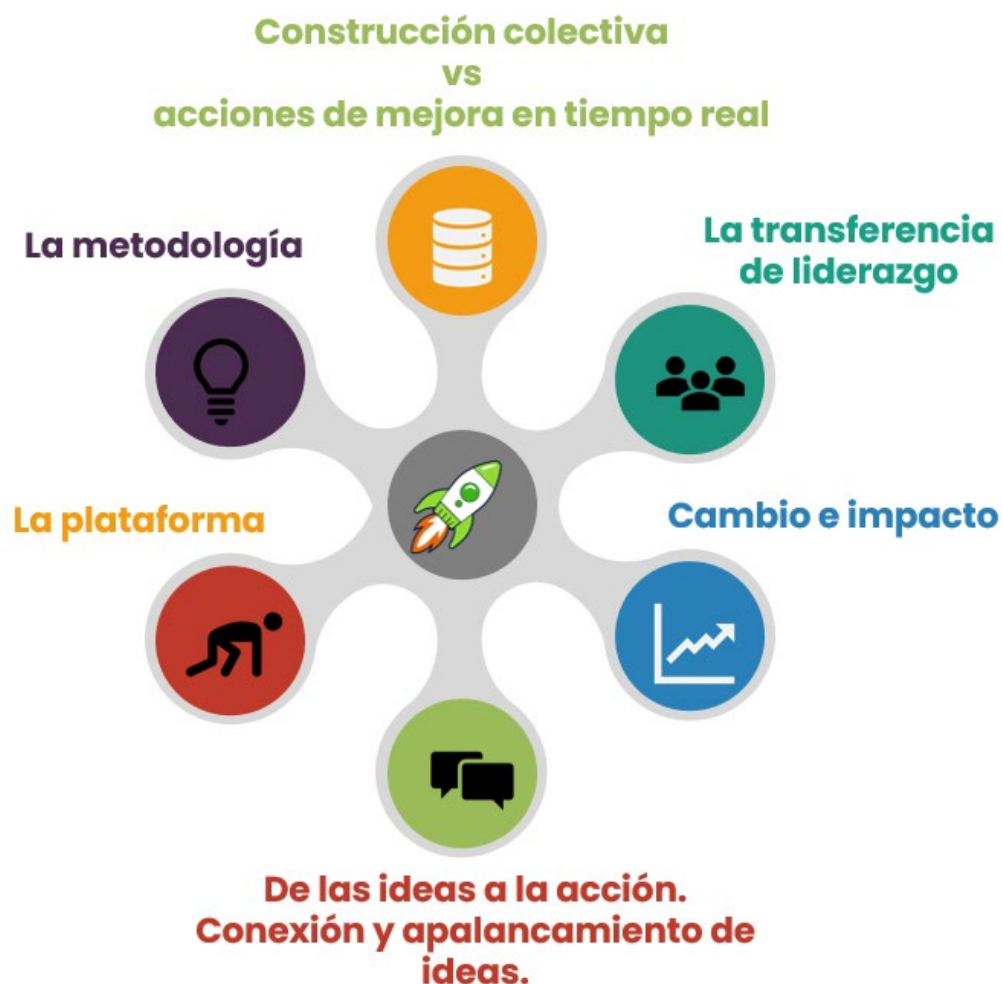 Construcción colectiva
vs
acciones de mejora en tiempo real
La metodología
La transferencia
de liderazgo
La plataforma
Cambio e impacto
De las ideas a la acción.
Conexión y apalancamiento de
ideas.